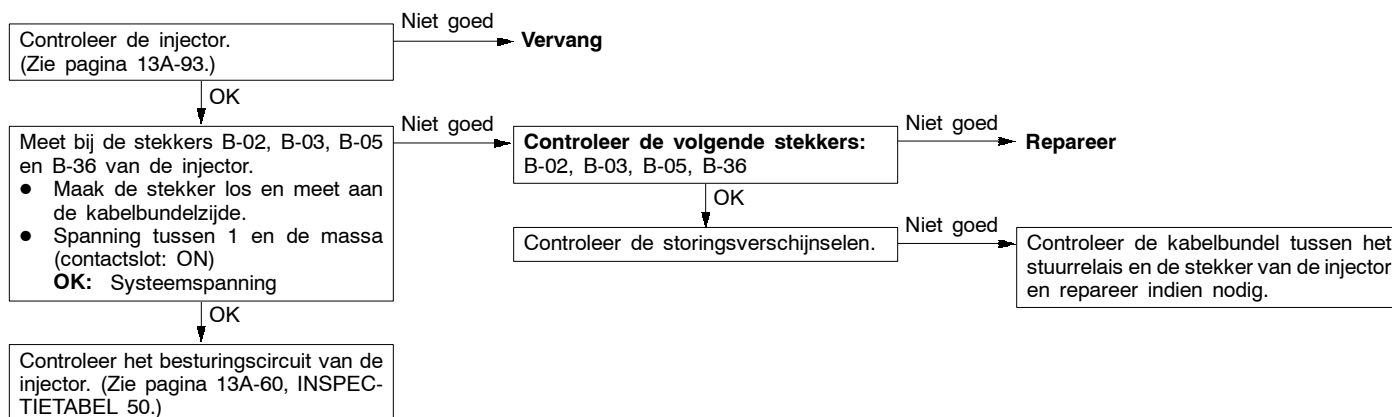 Controleer de injector.
(Zie pagina 13A-93.)
Niet goed
Vervang
OK
Meet bij de stekkers B-02, B-03, B-05
en B-36 van de injector.
● Maak de stekker los en meet aan
de kabelbundelzijde.
● Spanning tussen 1 en de massa
(contactslot: ON)
OK: Systeemspanning
Niet goed
Controleer de volgende stekkers:
B-02, B-03, B-05, B-36
Niet goed
Repareer
OK
Controleer de storingsverschijnselen.
Niet goed
Controleer de kabelbundel tussen het
stuurrelais en de stekker van de injector
en repareer indien nodig.
OK
Controleer het besturingscircuit van de
injector. (Zie pagina 13A-60, INSPEC-
TIETABEL 50.)